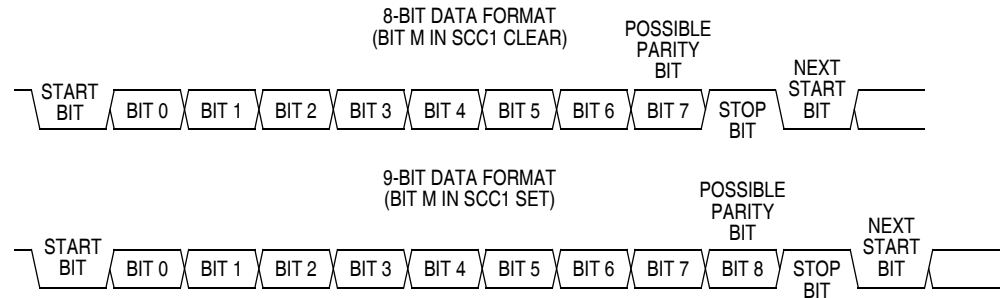 8-BIT DATA FORMAT
(BIT M IN SCC1 CLEAR)
POSSIBLE
PARITY
BIT
NEXT
START
BIT
START
BIT
BIT 0
BIT 1
BIT 2
BIT 3
BIT 4
BIT 5
BIT 6
BIT 7
STOP
BIT
9-BIT DATA FORMAT
(BIT M IN SCC1 SET)
POSSIBLE
PARITY
BIT
NEXT
START
BIT
START
BIT
BIT 0
BIT 1
BIT 2
BIT 3
BIT 4
BIT 5
BIT 6
BIT 7
BIT 8
STOP
BIT